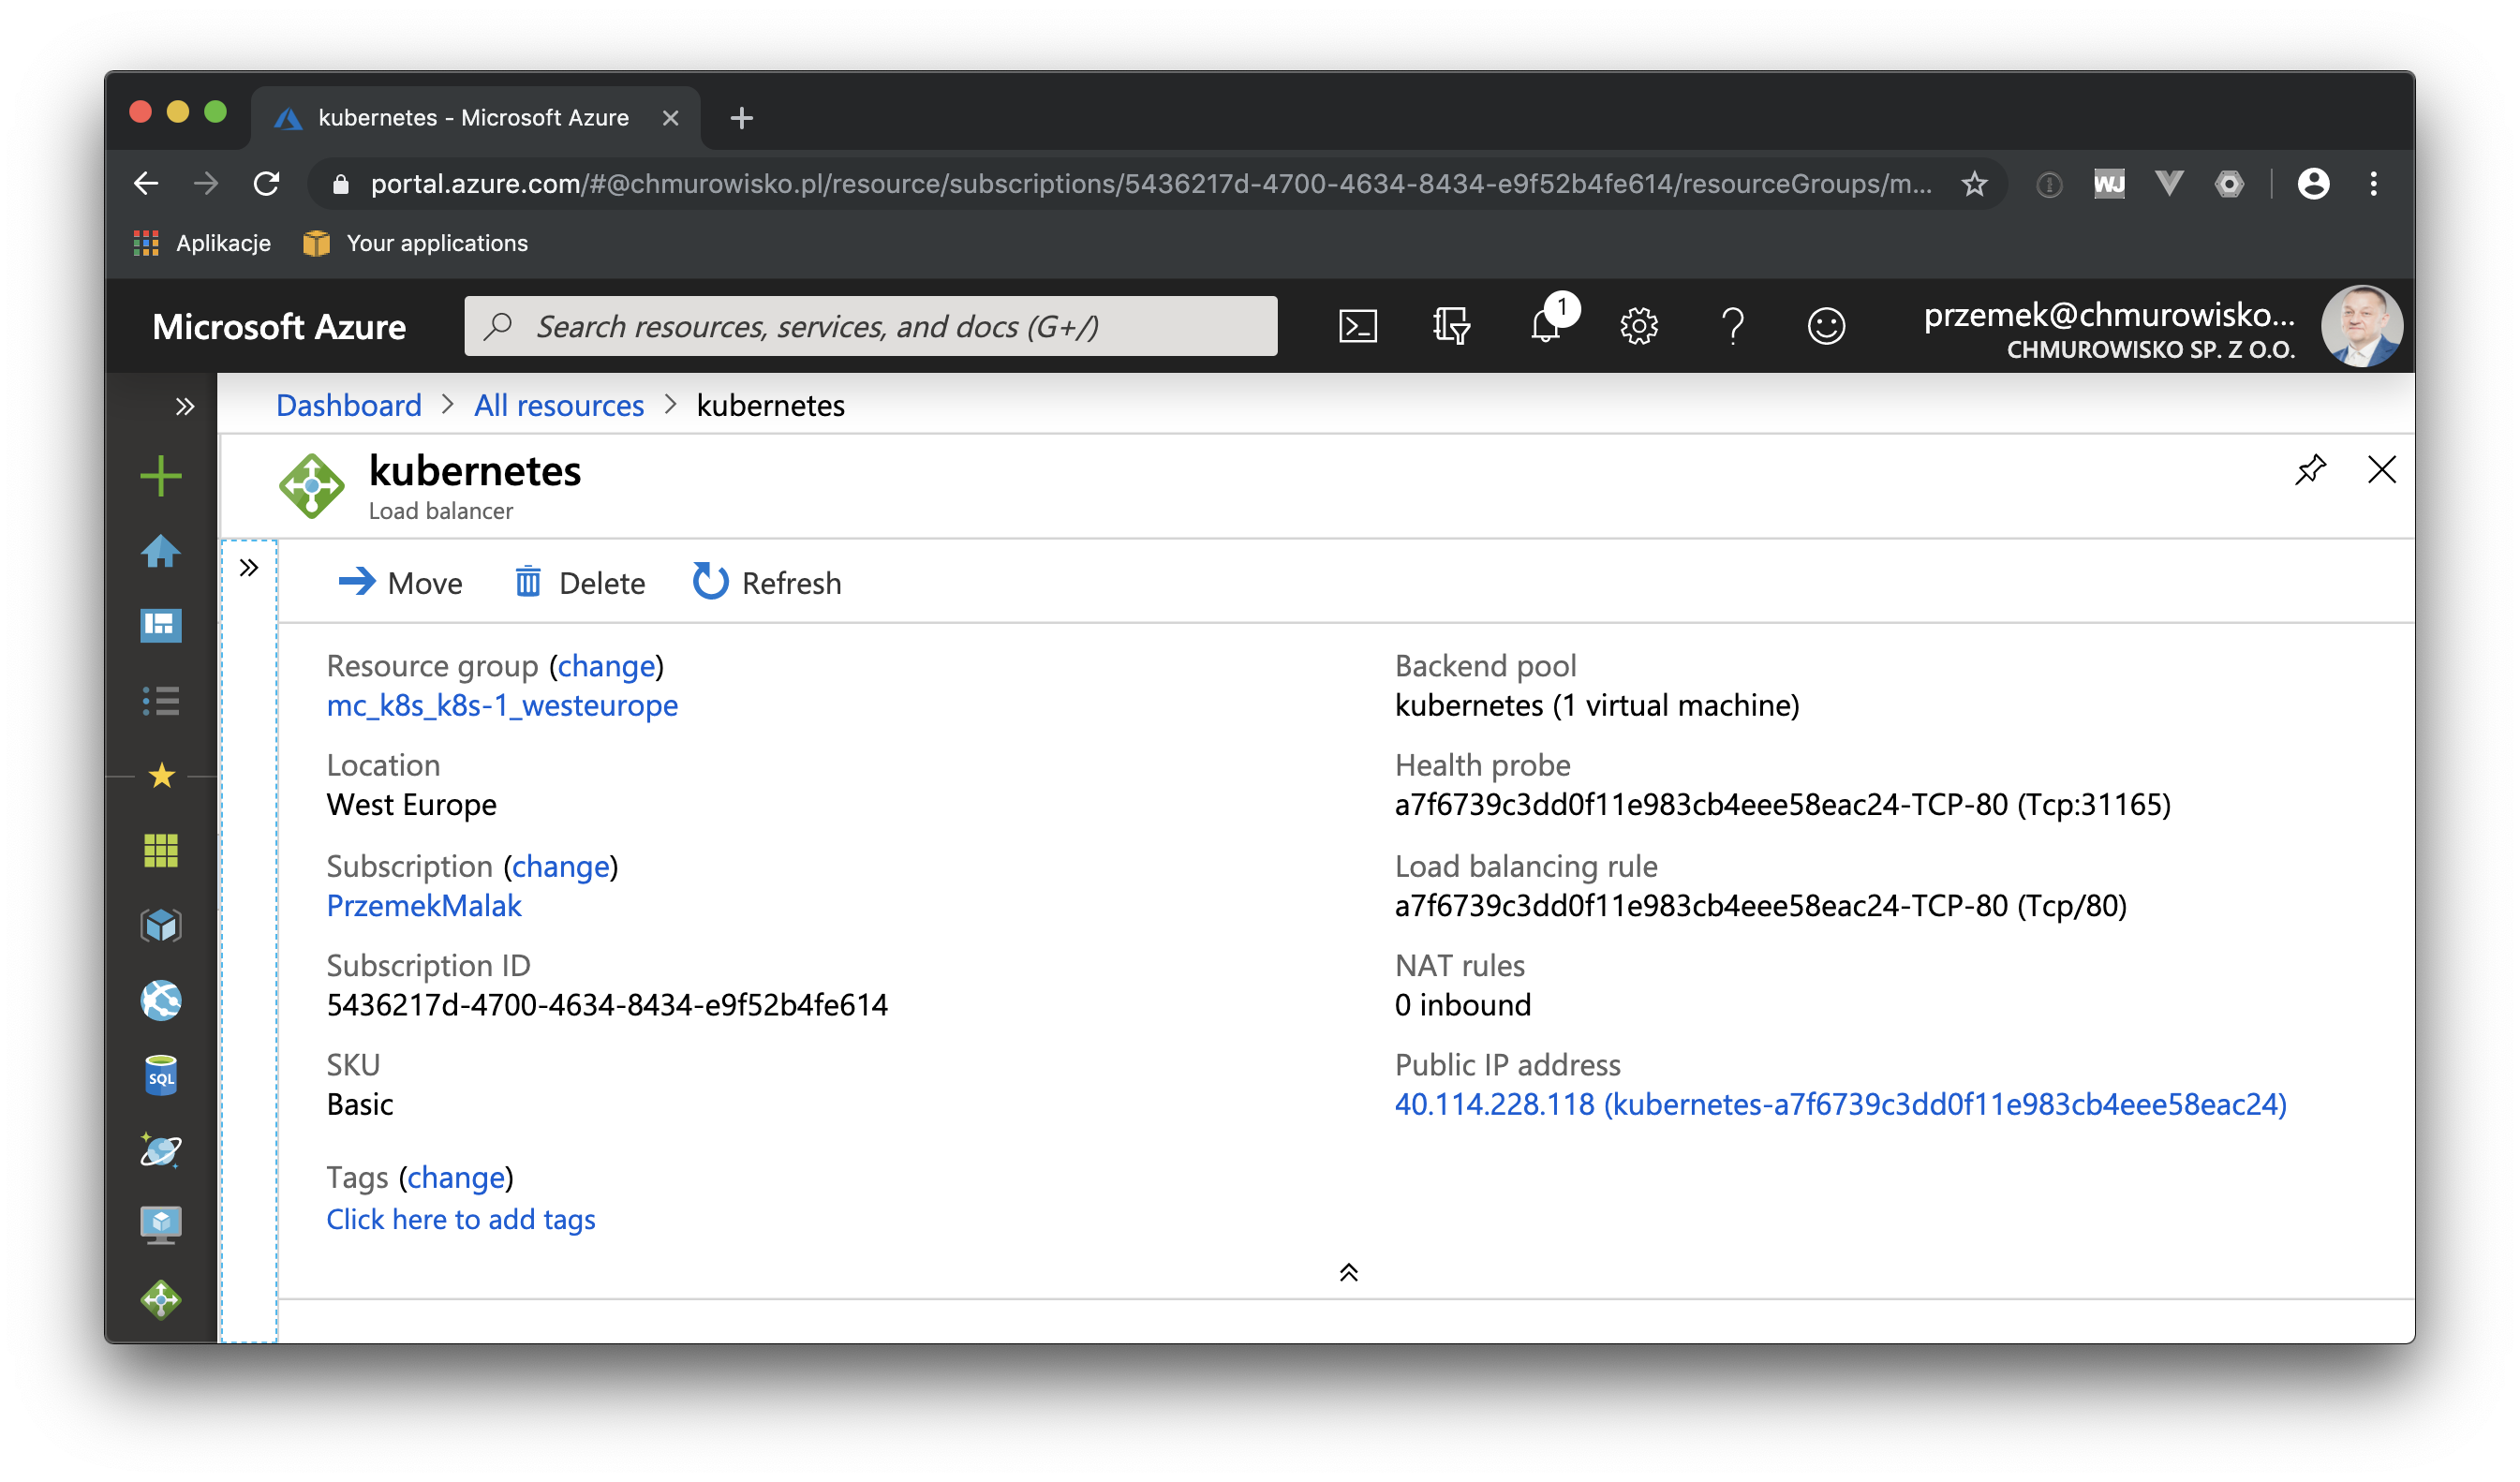 kubernetes - Microsoft Azure
portal.azure.com/#@chmurowisko.pl/resource/subscriptions/5436217d-4700-4634-8434-e9f52b4fe614/resourceGroups/m...
WJ
Aplikacje
Your applications
Microsoft Azure
Search resources, services, and docs (G+/)
1
przemek@chmurowisko...
CHMUROWISKO SP. Z O.O.
Dashboard > All resources > kubernetes
kubernetes
Load balancer
Move
Delete
Refresh
Resource group (change)
mc_k8s_k8s-1_westeurope
Location
West Europe
Subscription (change)
PrzemekMalak
Subscription ID
5436217d-4700-4634-8434-e9f52b4fe614
SKU
Basic
Tags (change)
Click here to add tags
Backend pool
kubernetes (1 virtual machine)
Health probe
a7f6739c3dd0f11e983cb4eee58eac24-TCP-80 (Tcp:31165)
Load balancing rule
a7f6739c3dd0f11e983cb4eee58eac24-TCP-80 (Tcp/80)
NAT rules
0 inbound
Public IP address
40.114.228.118 (kubernetes-a7f6739c3dd0f11e983cb4eee58eac24)
SQL